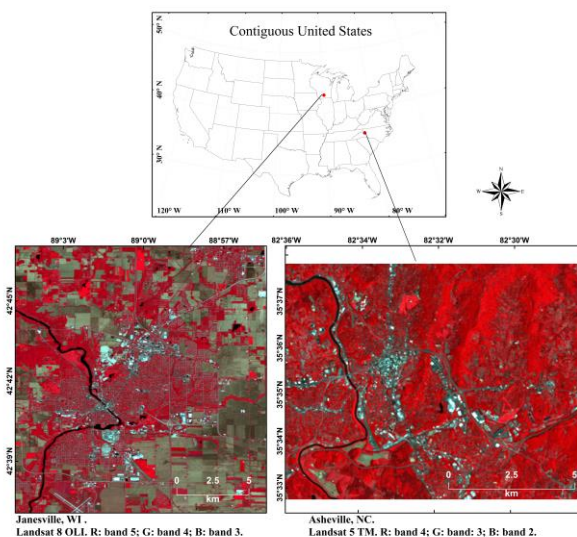 Contiguous United States
50° N
40° N
30° N
120° W 110° W 100° W 90° W 80° W
N
W E
S
89°3'W 89°0'W 88°57'W
42°45'N
42°42'N
42°39'N
0 2.5 5
km
82°36'W 82°34'W 82°32'W 82°30'W
35°37'N
35°36'N
35°35'N
35°34'N
35°33'N
0 2.5 5
km
Janesville, WI .
Landsat 8 OLI. R: band 5; G: band 4; B: band 3.
Asheville, NC.
Landsat 5 TM. R: band 4; G: band: 3; B: band 2.